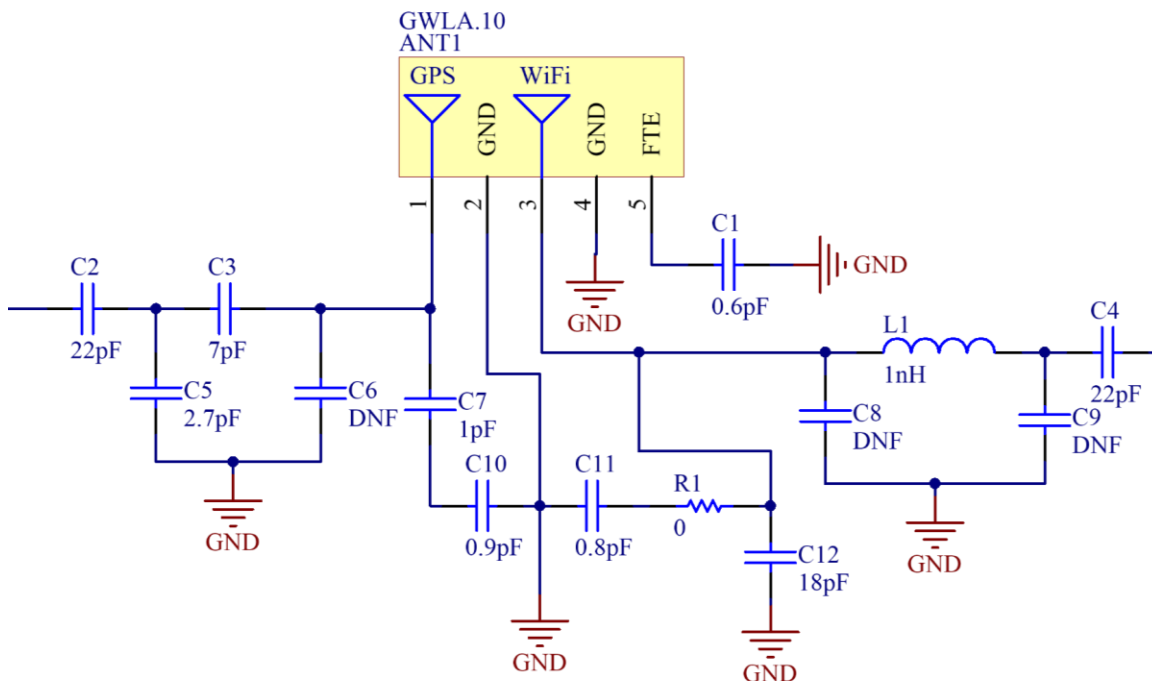 GWLA.10
ANT1
GPS
WiFi
GND
GND
FTE
1
2
3
4
5
C1
0.6pF
GND
GND
C2
22pF
C3
7pF
C5
2.7pF
C6
DNF
GND
C7
1pF
C10
0.9pF
C11
0.8pF
R1
0
GND
C12
18pF
GND
L1
1nH
C4
22pF
C8
DNF
C9
DNF
GND